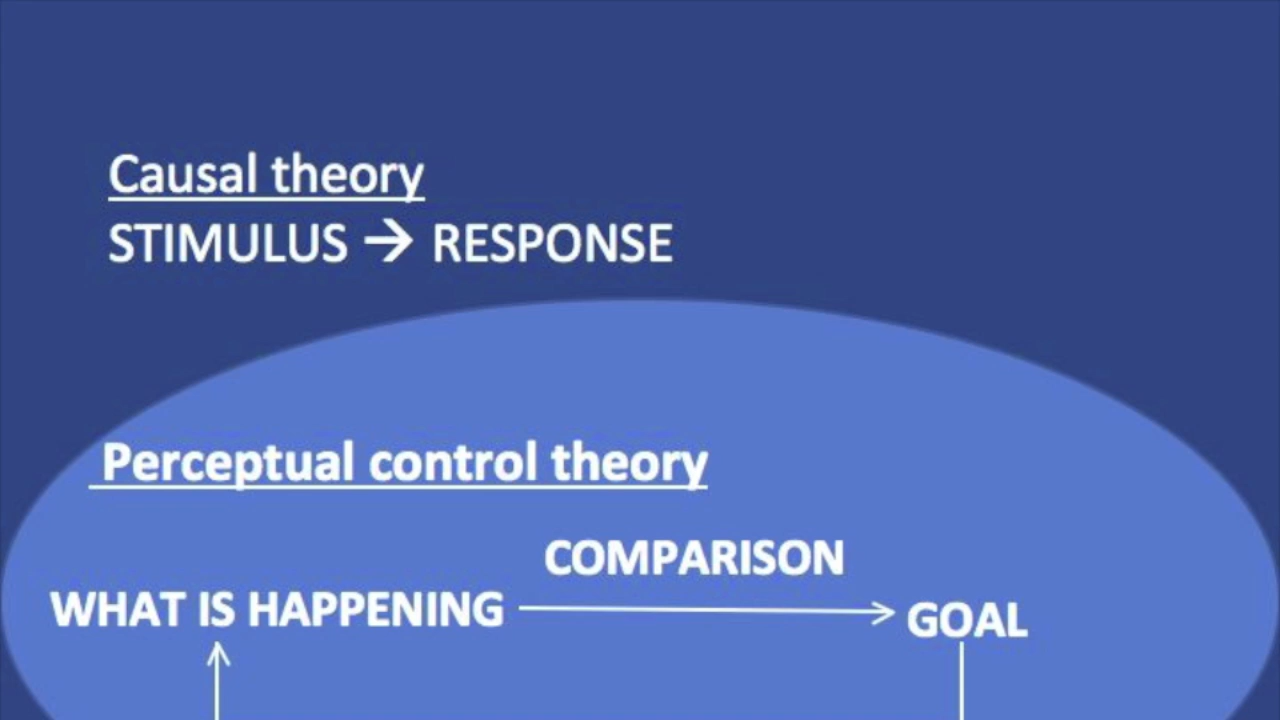 Causal theory
STIMULUS → RESPONSE
Perceptual control theory
COMPARISON
WHAT IS HAPPENING
GOAL